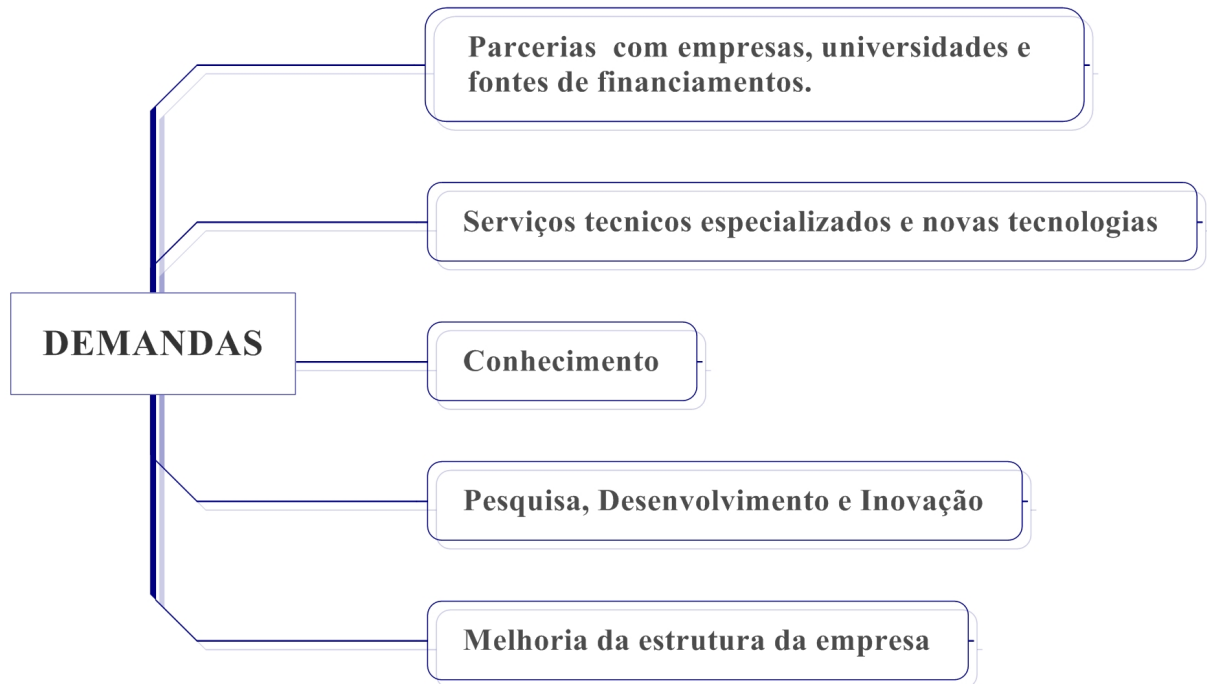 Parcerias  com empresas, universidades e
fontes de financiamentos.
Serviços tecnicos especializados e novas tecnologias
DEMANDAS
Conhecimento
Pesquisa, Desenvolvimento e Inovação
Melhoria da estrutura da empresa